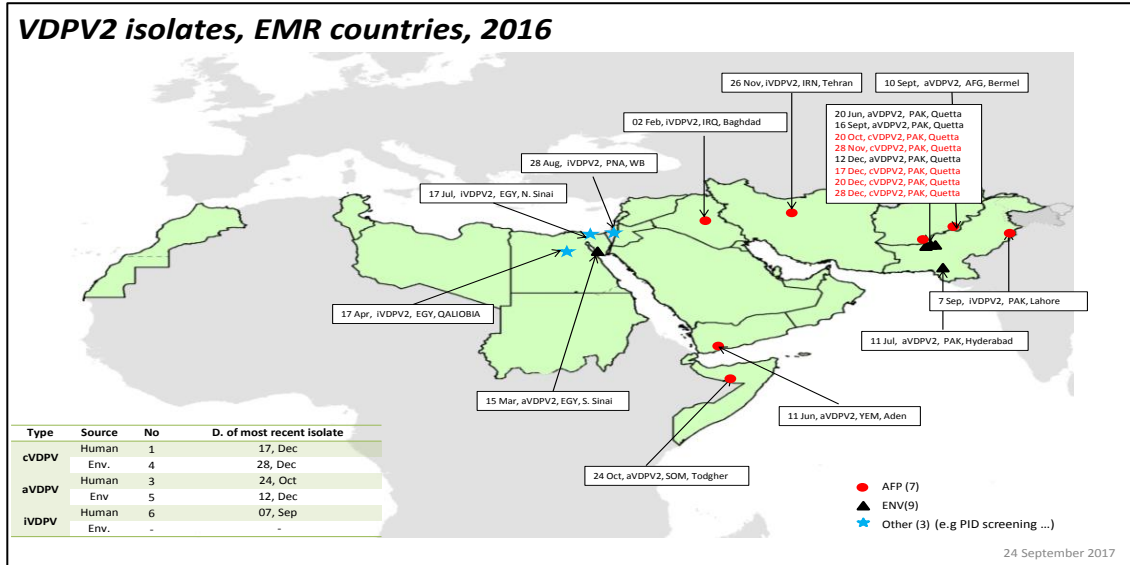 VDPV2 isolates, EMR countries, 2016
26 Nov, iVDPV2, IRN, Tehran
10 Sept, aVDPV2, AFG, Bermel
02 Feb, iVDPV2, IRQ, Baghdad
20 Jun, aVDPV2, PAK, Quetta
16 Sept, aVDPV2, PAK, Quetta
20 Oct, cVDPV2, PAK, Quetta
28 Nov, cVDPV2, PAK, Quetta
12 Dec, aVDPV2, PAK, Quetta
17 Dec, cVDPV2, PAK, Quetta
20 Dec, cVDPV2, PAK, Quetta
28 Dec, cVDPV2, PAK, Quetta
28 Aug, iVDPV2, PNA, WB
17 Jul, iVDPV2, EGY, N. Sinai
17 Apr, iVDPV2, EGY, QALIOBIA
7 Sep, iVDPV2, PAK, Lahore
11 Jul, aVDPV2, PAK, Hyderabad
15 Mar, aVDPV2, EGY, S. Sinai
11 Jun, aVDPV2, YEM, Aden
24 Oct, aVDPV2, SOM, Todgher
Type Source No D. of most recent isolate
cVDPV Human 1 17, Dec
Env. 4 28, Dec
aVDPV Human 3 24, Oct
Env 5 12, Dec
iVDPV Human 6 07, Sep
Env. - -
AFP (7)
ENV(9)
Other (3) (e.g PID screening ...)
24 September 2017